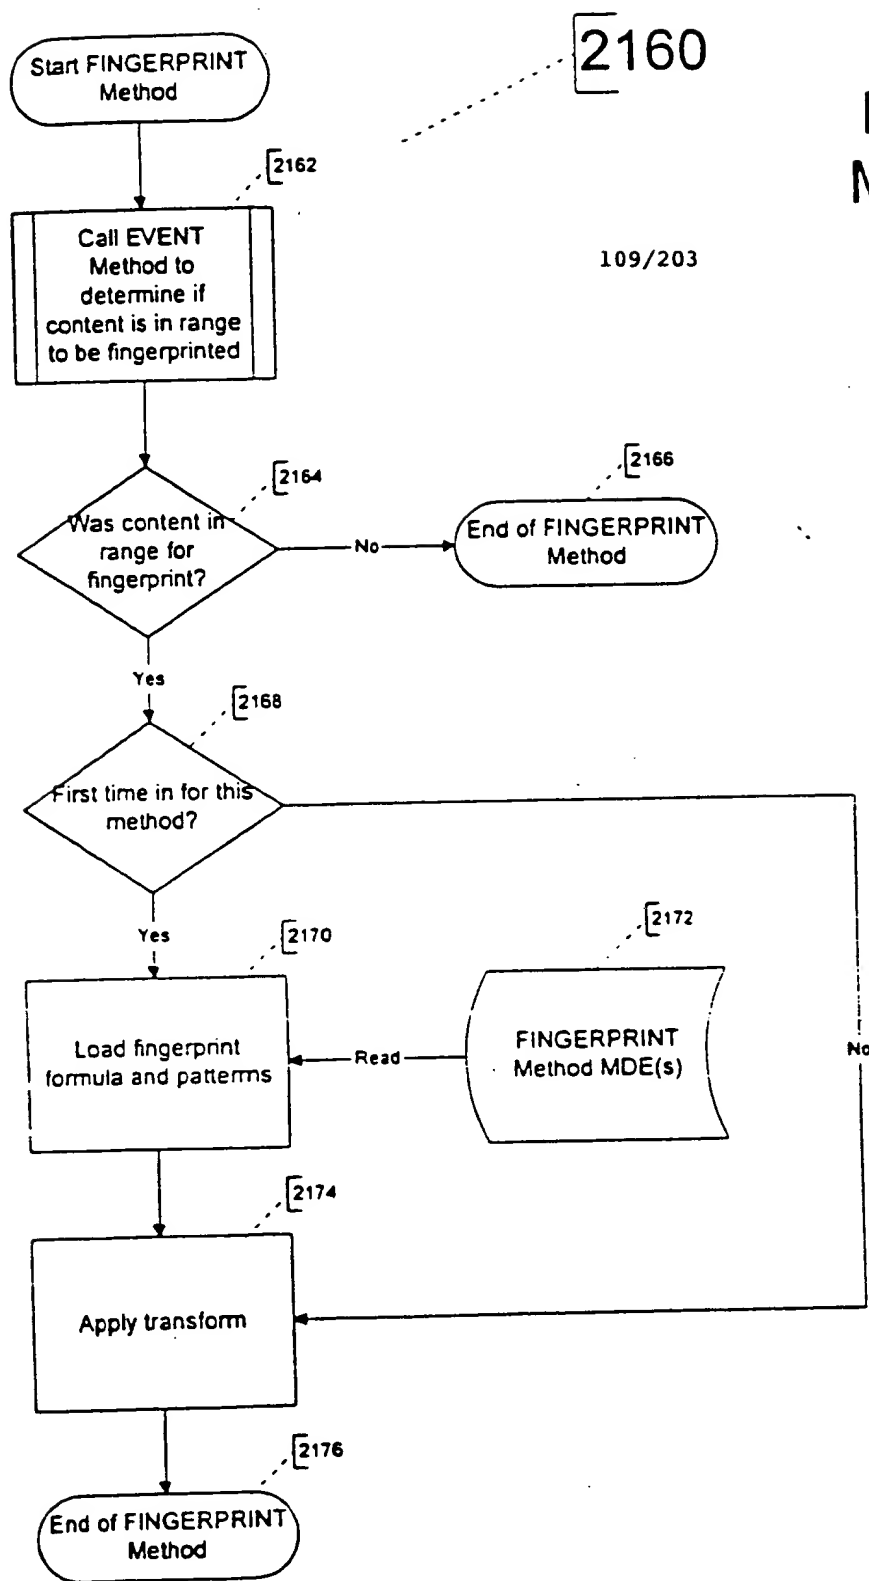 2160
Start FINGERPRINT
Method
2162
Call EVENT
Method to
determine if
content is in range
to be fingerprinted
109/203
2164
Was content in
range for
fingerprint?
No
2166
End of FINGERPRINT
Method
Yes
2168
First time in for this
method?
Yes
No
2170
Load fingerprint
formula and patterns
Read
2172
FINGERPRINT
Method MDE(s)
2174
Apply transform
2176
End of FINGERPRINT
Method